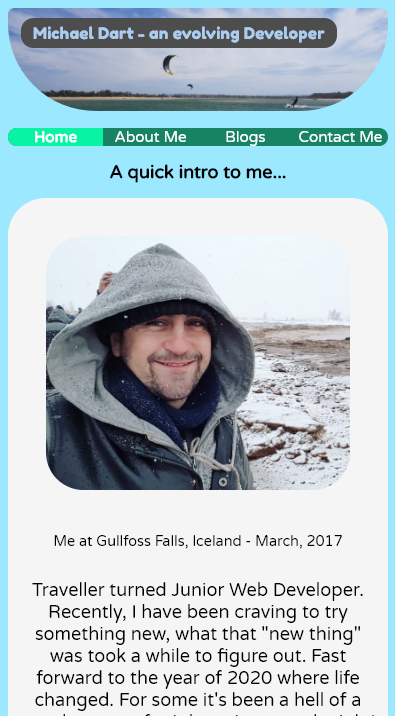 Michael Dart - an evolving Developer
Home About Me Blogs Contact Me
A quick intro to me...
Me at Gullfoss Falls, Iceland - March, 2017
Traveller turned Junior Web Developer.
Recently, I have been craving to try
something new, what that "new thing"
was took a while to figure out. Fast
forward to the year of 2020 where life
changed. For some it's been a hell of a